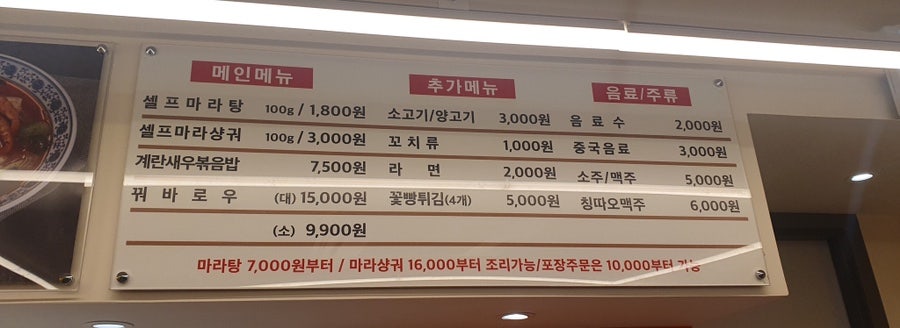 메인메뉴
셀프마라탕 100g / 1,800원
셀프마라샹궈 100g / 3,000원
계란새우볶음밥 7,500원
꿔바로우 (대) 15,000원
(소) 9,900원
추가메뉴
소고기/양고기 3,000원
꼬치류 1,000원
라면 2,000원
꽃빵튀김(4개) 5,000원
음료/주류
음료수 2,000원
중국음료 3,000원
소주/맥주 5,000원
칭따오맥주 6,000원
마라탕 7,000원부터 / 마라샹궈 16,000부터 조리가능/포장주문은 10,000부터 가능